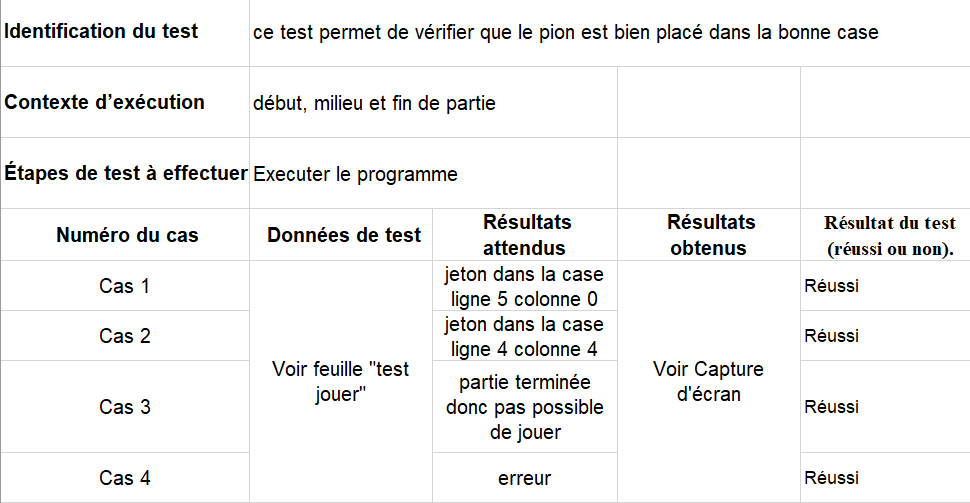 Identification du test
ce test permet de vérifier que le pion est bien placé dans la bonne case
Contexte d'exécution
début, milieu et fin de partie
Étapes de test à effectuer
Executer le programme
Numéro du cas
Données de test
Résultats
attendus
Résultats
obtenus
Résultat du test
(réussi ou non).
Cas 1
Voir feuille "test
jouer"
jeton dans la case
ligne 5 colonne 0
Voir Capture
d'écran
Réussi
Cas 2
jeton dans la case
ligne 4 colonne 4
Réussi
Cas 3
partie terminée
donc pas possible
de jouer
Réussi
Cas 4
erreur
Réussi